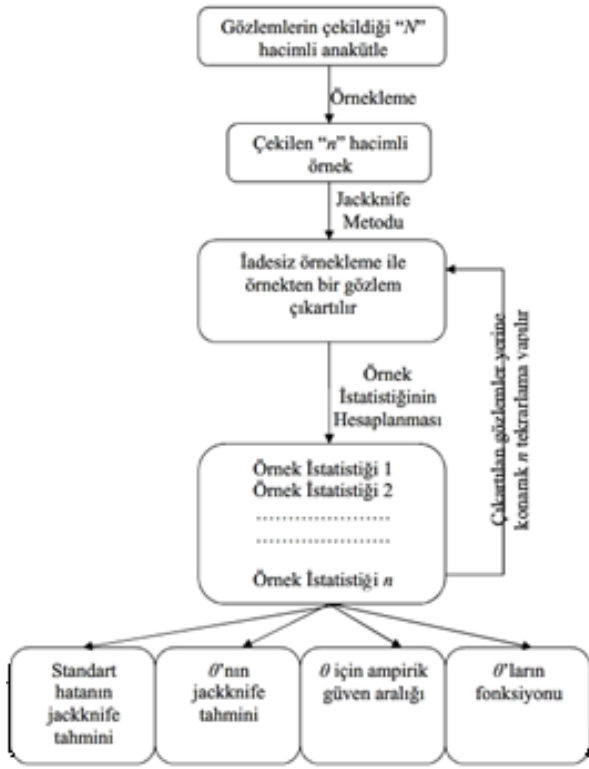 Gözlemlerin çekildiği “N”
hacimli anakütle
Örnekleme
Çekilen “n” hacimli
örnek
Jackknife
Metodu
İadesiz örnekleme ile
örnekten bir gözlem
çıkartılır
Örnek
İstatistiğinin
Hesaplanması
Çıkartılan gözlemler yerine
konarak n tekrarlama yapılır
Örnek İstatistiği 1
Örnek İstatistiği 2
.....................
.....................
Örnek İstatistiği n
Standart
hatanın
jackknife
tahmini
θ’nın
jackknife
tahmini
θ için ampirik
güven aralığı
θ’ların
fonksiyonu